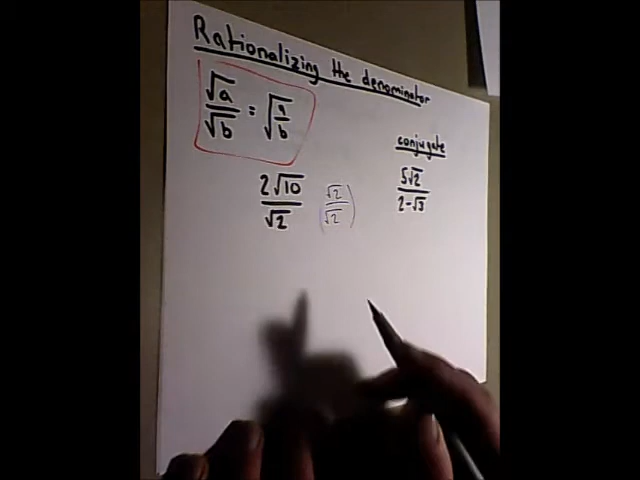 Rationalizing the denominator
√a/√b = √(a/b)
conjugate
2√10/√2 (√2/√2)
5√2/(2-√3)